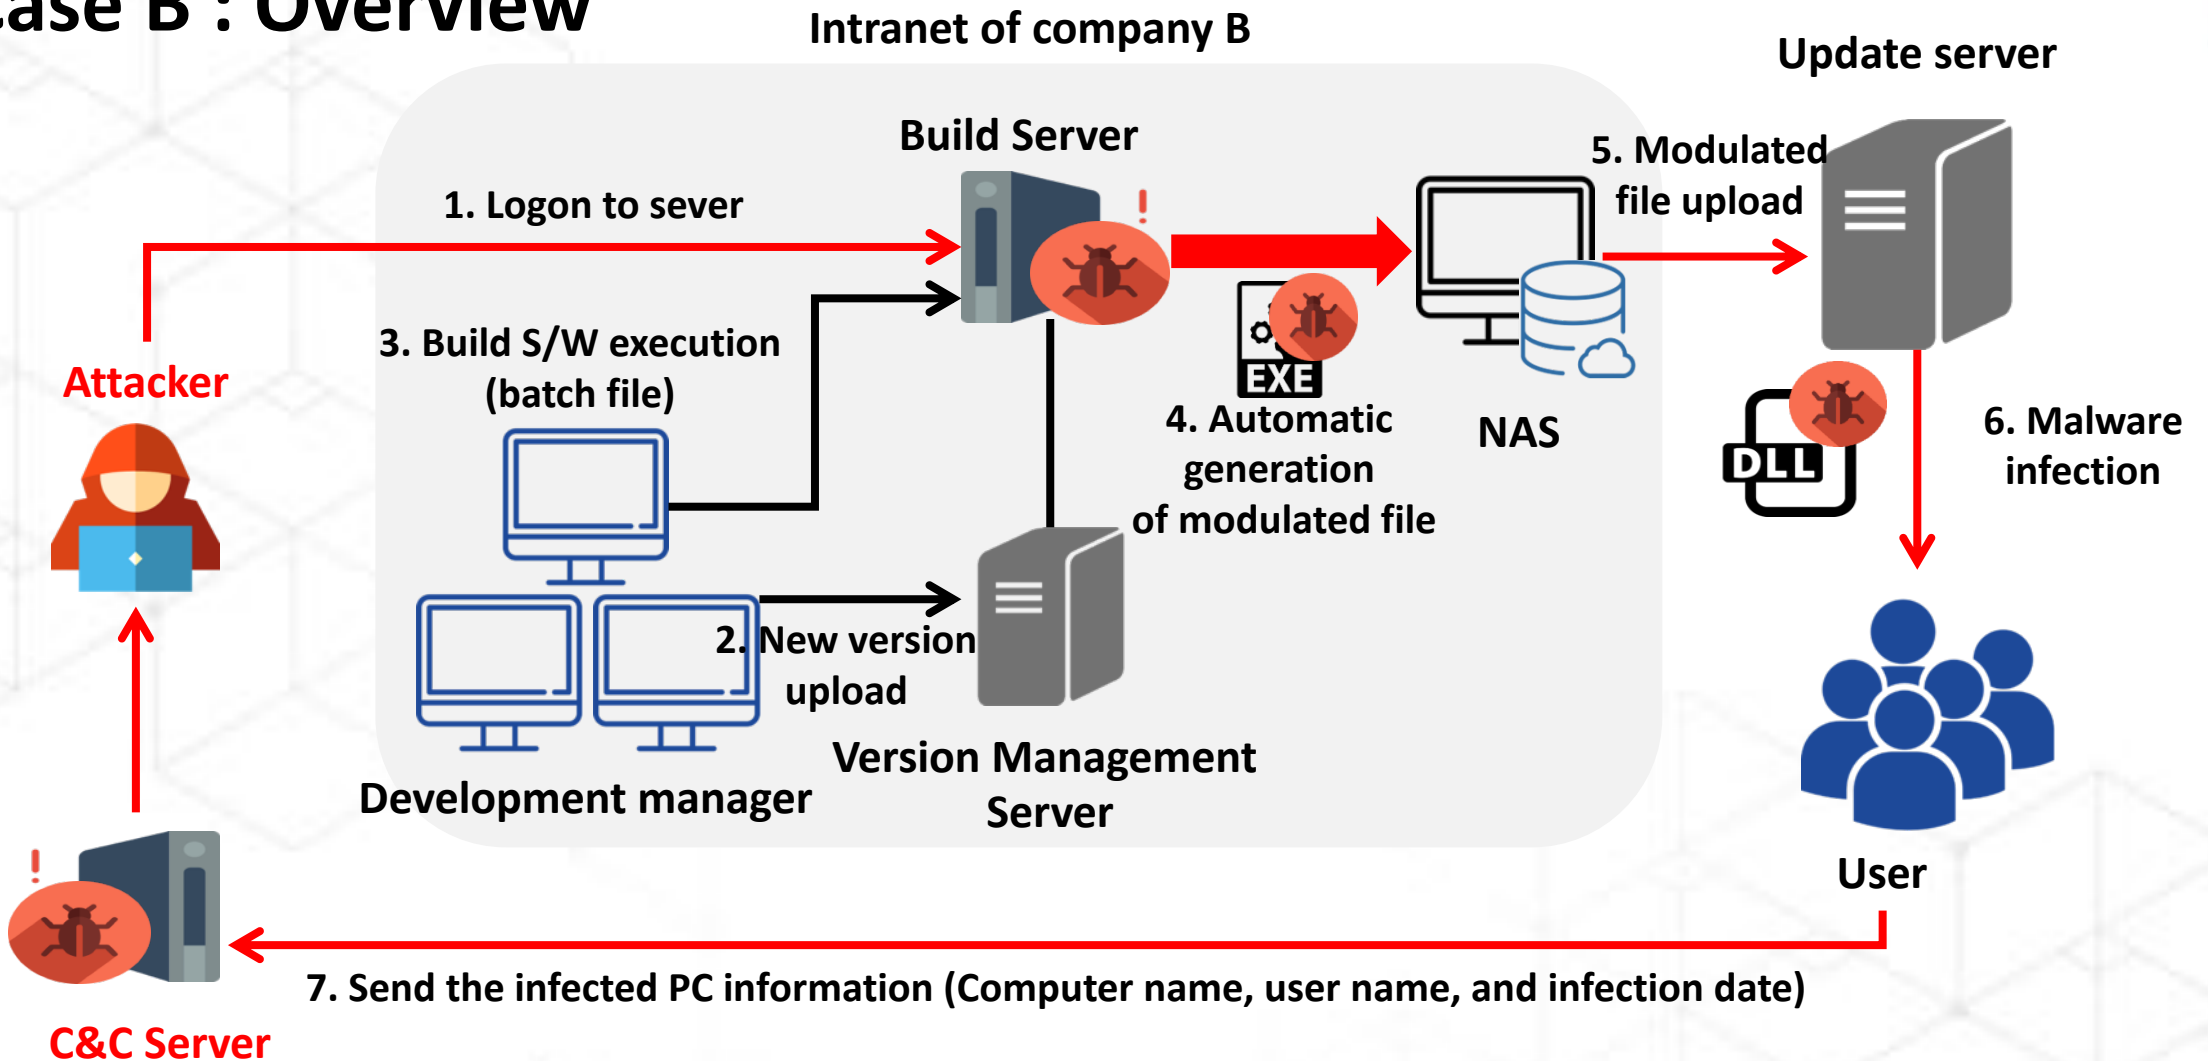 Case B : Overview
Intranet of company B
Update server
Build Server
5. Modulated
file upload
1. Logon to sever
3. Build S/W execution
(batch file)
Attacker
EXE
4. Automatic
generation
of modulated file
NAS
DLL
6. Malware
infection
2. New version
upload
Version Management
Server
Development manager
User
7. Send the infected PC information (Computer name, user name, and infection date)
C&C Server